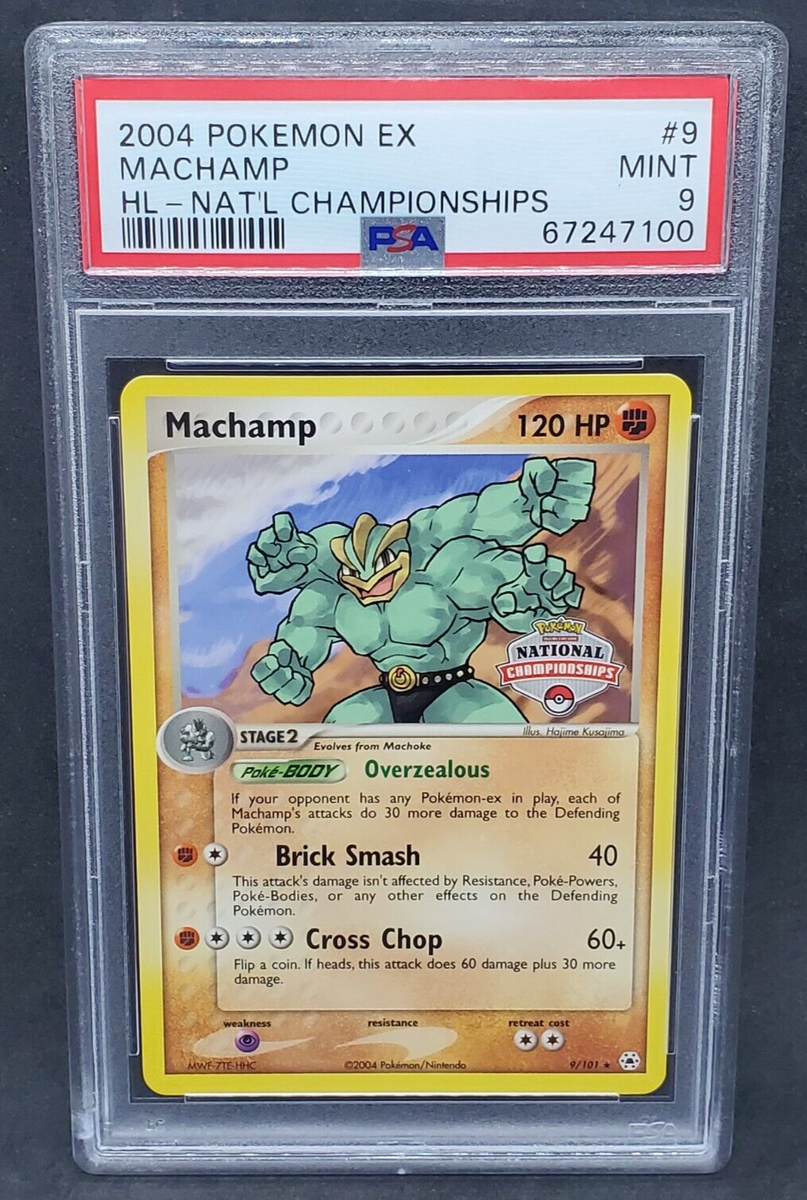 2004 POKEMON EX #9
MACHAMP MINT
HL - NAT'L CHAMPIONSHIPS 9
PSA 67247100
Machamp 120 HP
POKéMON
NATIONAL
CHAMPIONSHIPS
Illus. Hajime Kusajima
STAGE2
Evolves from Machoke
Poké-BODY Overzealous
If your opponent has any Pokémon-ex in play, each of
Machamp's attacks do 30 more damage to the Defending
Pokémon.
Brick Smash 40
This attack's damage isn't affected by Resistance, Poké-Powers,
Poké-Bodies, or any other effects on the Defending
Pokémon.
Cross Chop 60+
Flip a coin. If heads, this attack does 60 damage plus 30 more
damage.
weakness resistance retreat cost
MWF-7TE-HHC ©2004 Pokémon/Nintendo 9/101 ★
PSA